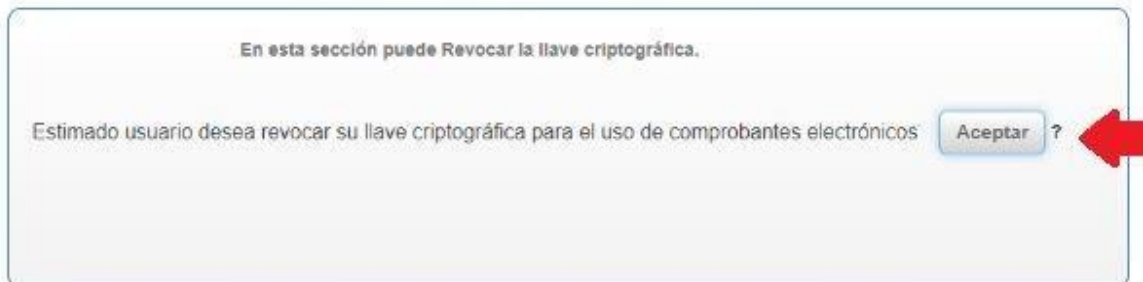 En esta sección puede Revocar la llave criptográfica.
Estimado usuario desea revocar su llave criptográfica para el uso de comprobantes electrónicos Aceptar ?